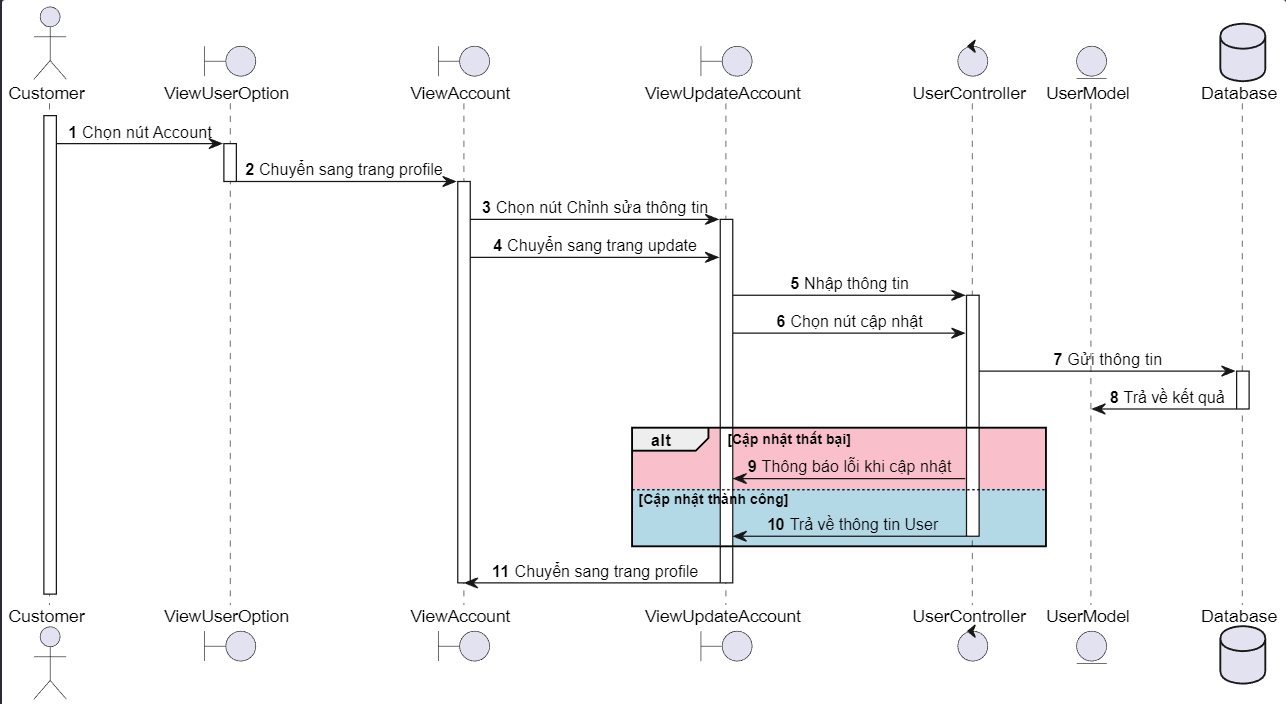 Customer
ViewUserOption
ViewAccount
ViewUpdateAccount
UserController
UserModel
Database
1 Chọn nút Account
2 Chuyển sang trang profile
3 Chọn nút Chỉnh sửa thông tin
4 Chuyển sang trang update
5 Nhập thông tin
6 Chọn nút cập nhật
7 Gửi thông tin
8 Trả về kết quả
alt [Cập nhật thất bại]
9 Thông báo lỗi khi cập nhật
[Cập nhật thành công]
10 Trả về thông tin User
11 Chuyển sang trang profile
Customer
ViewUserOption
ViewAccount
ViewUpdateAccount
UserController
UserModel
Database